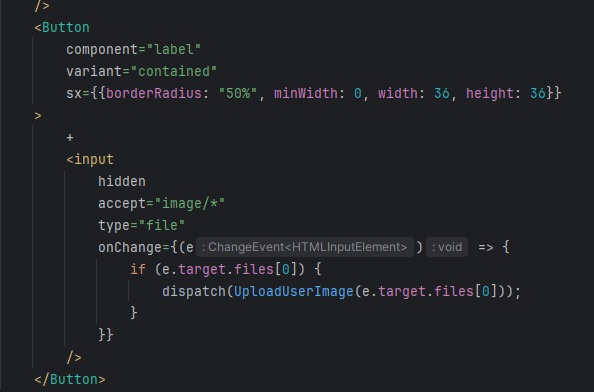 />
<Button
component="label"
variant="contained"
sx={{borderRadius: "50%", minWidth: 0, width: 36, height: 36}}
>
+
<input
hidden
accept="image/*"
type="file"
onChange={(e : ChangeEvent<HTMLInputElement> ) : void => {
if (e.target.files[0]) {
dispatch(UploadUserImage(e.target.files[0]));
}
}}
/>
</Button>